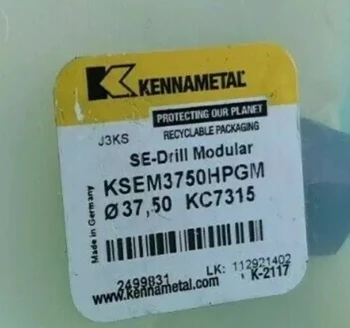 KENNAMETAL
PROTECTING OUR PLANET
J3KS
RECYCLABLE PACKAGING
SE-Drill Modular
KSEM3750HPGM
Ø 37,50 KC7315
Made in Germany
2499831 LK: 112921402
www.kennametal.com K-2117